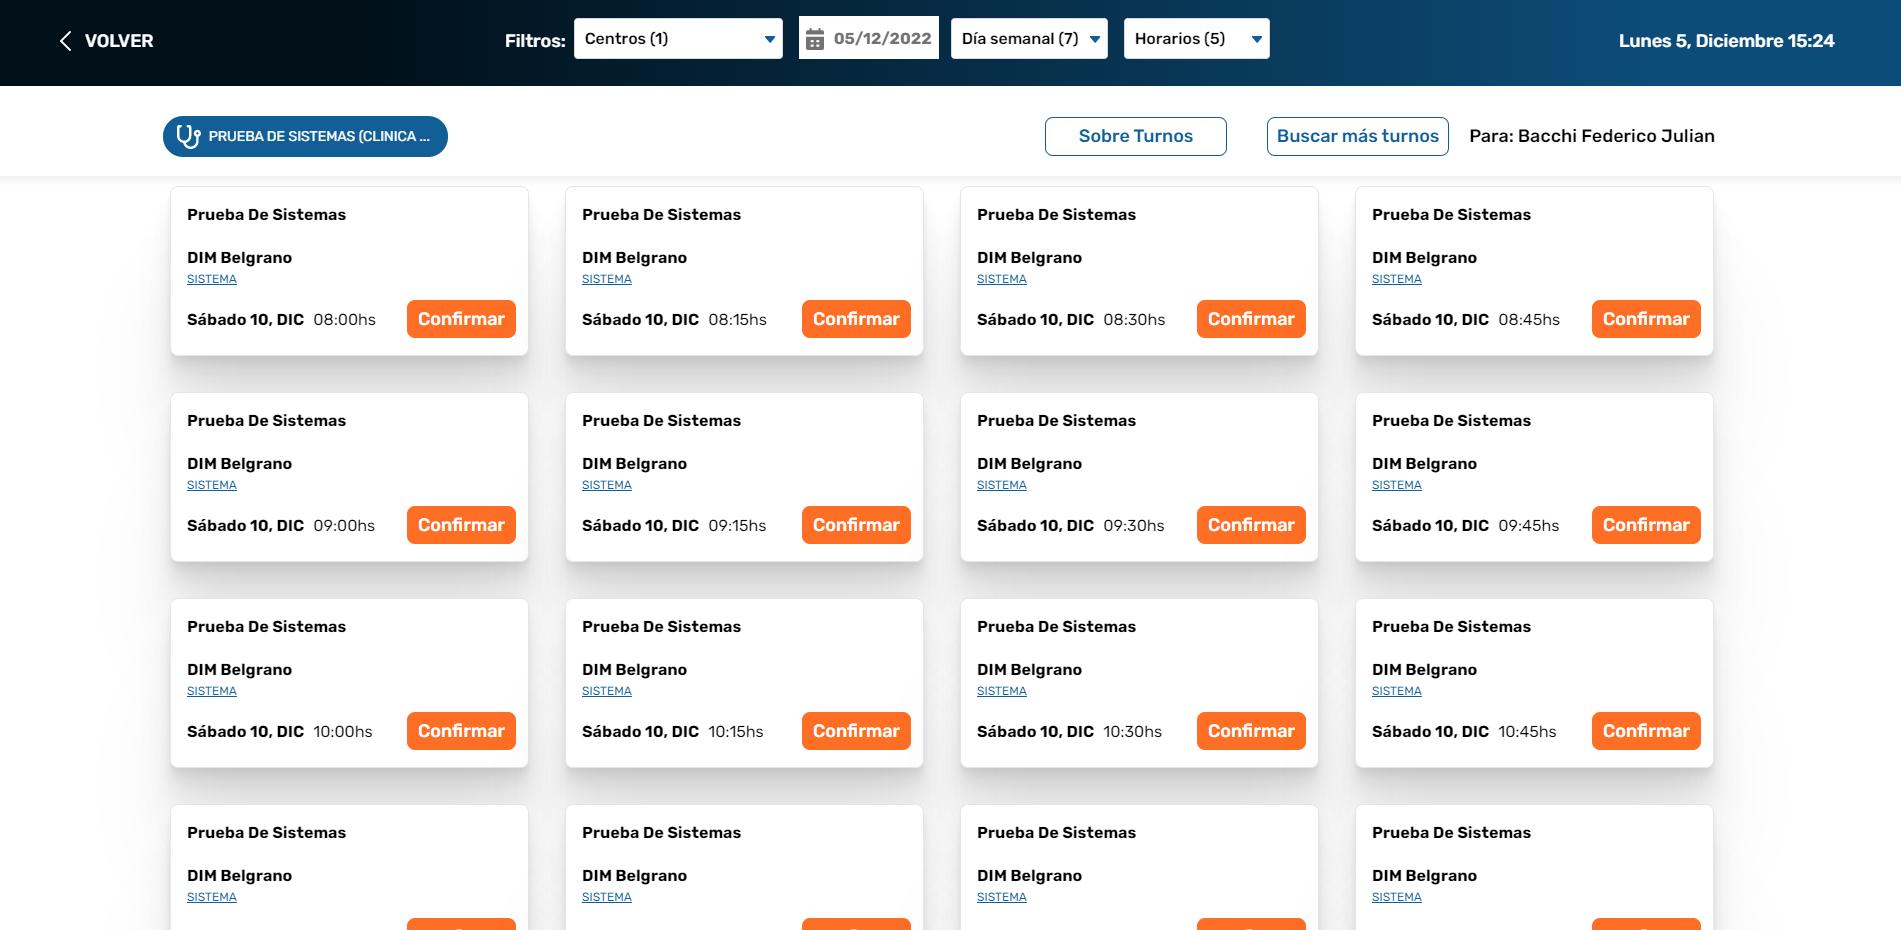 VOLVER
Filtros: Centros (1) 05/12/2022 Día semanal (7) Horarios (5)
Lunes 5, Diciembre 15:24
PRUEBA DE SISTEMAS (CLINICA ...
Sobre Turnos
Buscar más turnos
Para: Bacchi Federico Julian
Prueba De Sistemas
DIM Belgrano
SISTEMA
Sábado 10, DIC 08:00hs Confirmar
Prueba De Sistemas
DIM Belgrano
SISTEMA
Sábado 10, DIC 08:15hs Confirmar
Prueba De Sistemas
DIM Belgrano
SISTEMA
Sábado 10, DIC 08:30hs Confirmar
Prueba De Sistemas
DIM Belgrano
SISTEMA
Sábado 10, DIC 08:45hs Confirmar
Prueba De Sistemas
DIM Belgrano
SISTEMA
Sábado 10, DIC 09:00hs Confirmar
Prueba De Sistemas
DIM Belgrano
SISTEMA
Sábado 10, DIC 09:15hs Confirmar
Prueba De Sistemas
DIM Belgrano
SISTEMA
Sábado 10, DIC 09:30hs Confirmar
Prueba De Sistemas
DIM Belgrano
SISTEMA
Sábado 10, DIC 09:45hs Confirmar
Prueba De Sistemas
DIM Belgrano
SISTEMA
Sábado 10, DIC 10:00hs Confirmar
Prueba De Sistemas
DIM Belgrano
SISTEMA
Sábado 10, DIC 10:15hs Confirmar
Prueba De Sistemas
DIM Belgrano
SISTEMA
Sábado 10, DIC 10:30hs Confirmar
Prueba De Sistemas
DIM Belgrano
SISTEMA
Sábado 10, DIC 10:45hs Confirmar
Prueba De Sistemas
DIM Belgrano
SISTEMA
Prueba De Sistemas
DIM Belgrano
SISTEMA
Prueba De Sistemas
DIM Belgrano
SISTEMA
Prueba De Sistemas
DIM Belgrano
SISTEMA